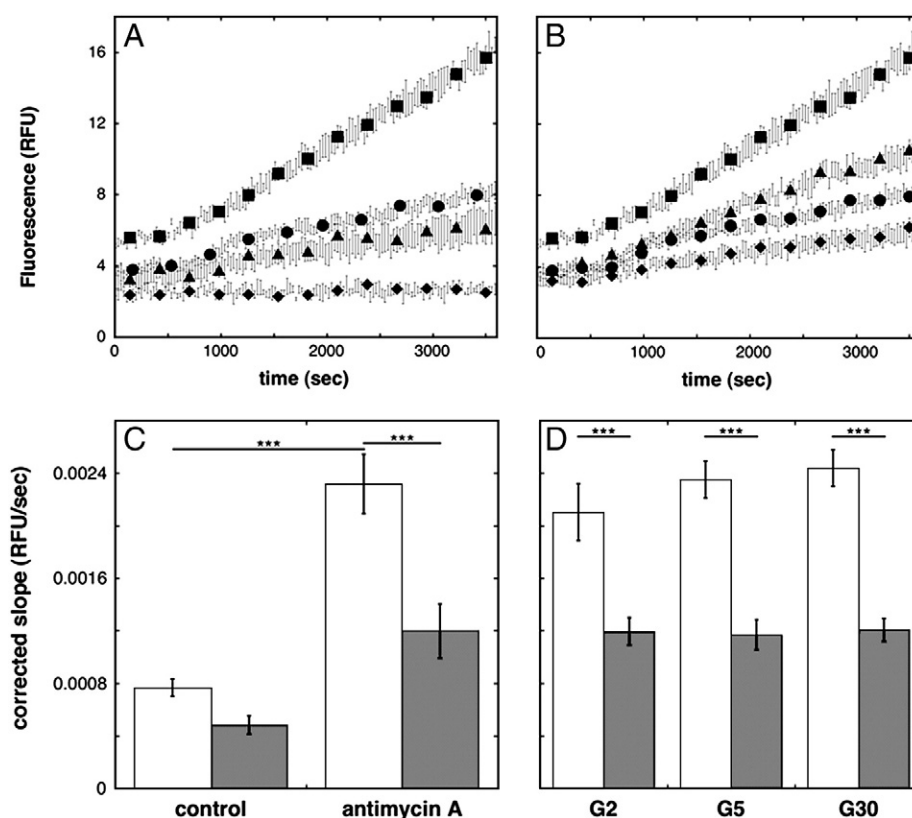 A
B
16
12
8
4
0
Fluorescence (RFU)
0 1000 2000 3000
0 1000 2000 3000
time (sec)
time (sec)
C
D
***
***
***
***
***
0.0024
0.0016
0.0008
0
corrected slope (RFU/sec)
control antimycin A
G2 G5 G30